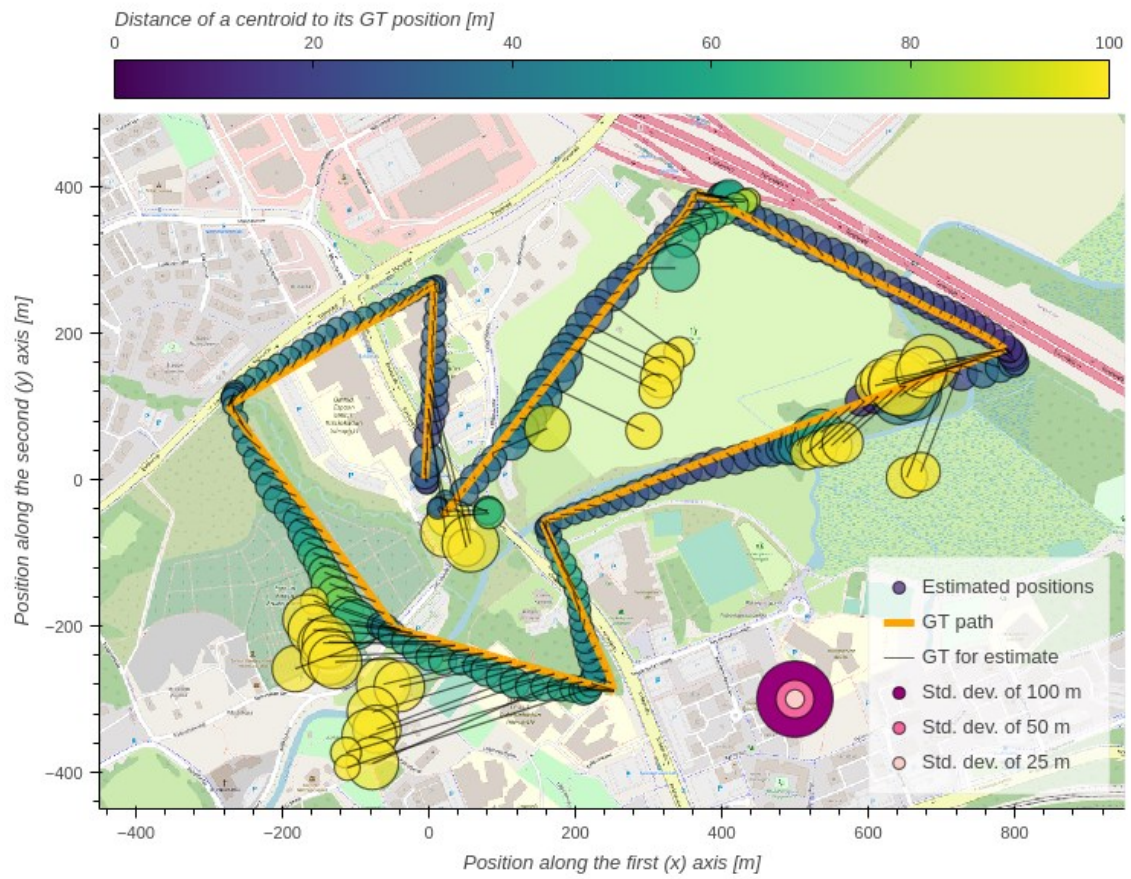 Distance of a centroid to its GT position [m]
0 20 40 60 80 100
Position along the second (y) axis [m]
400
200
0
−200
−400
Estimated positions
GT path
GT for estimate
Std. dev. of 100 m
Std. dev. of 50 m
Std. dev. of 25 m
−400 −200 0 200 400 600 800
Position along the first (x) axis [m]